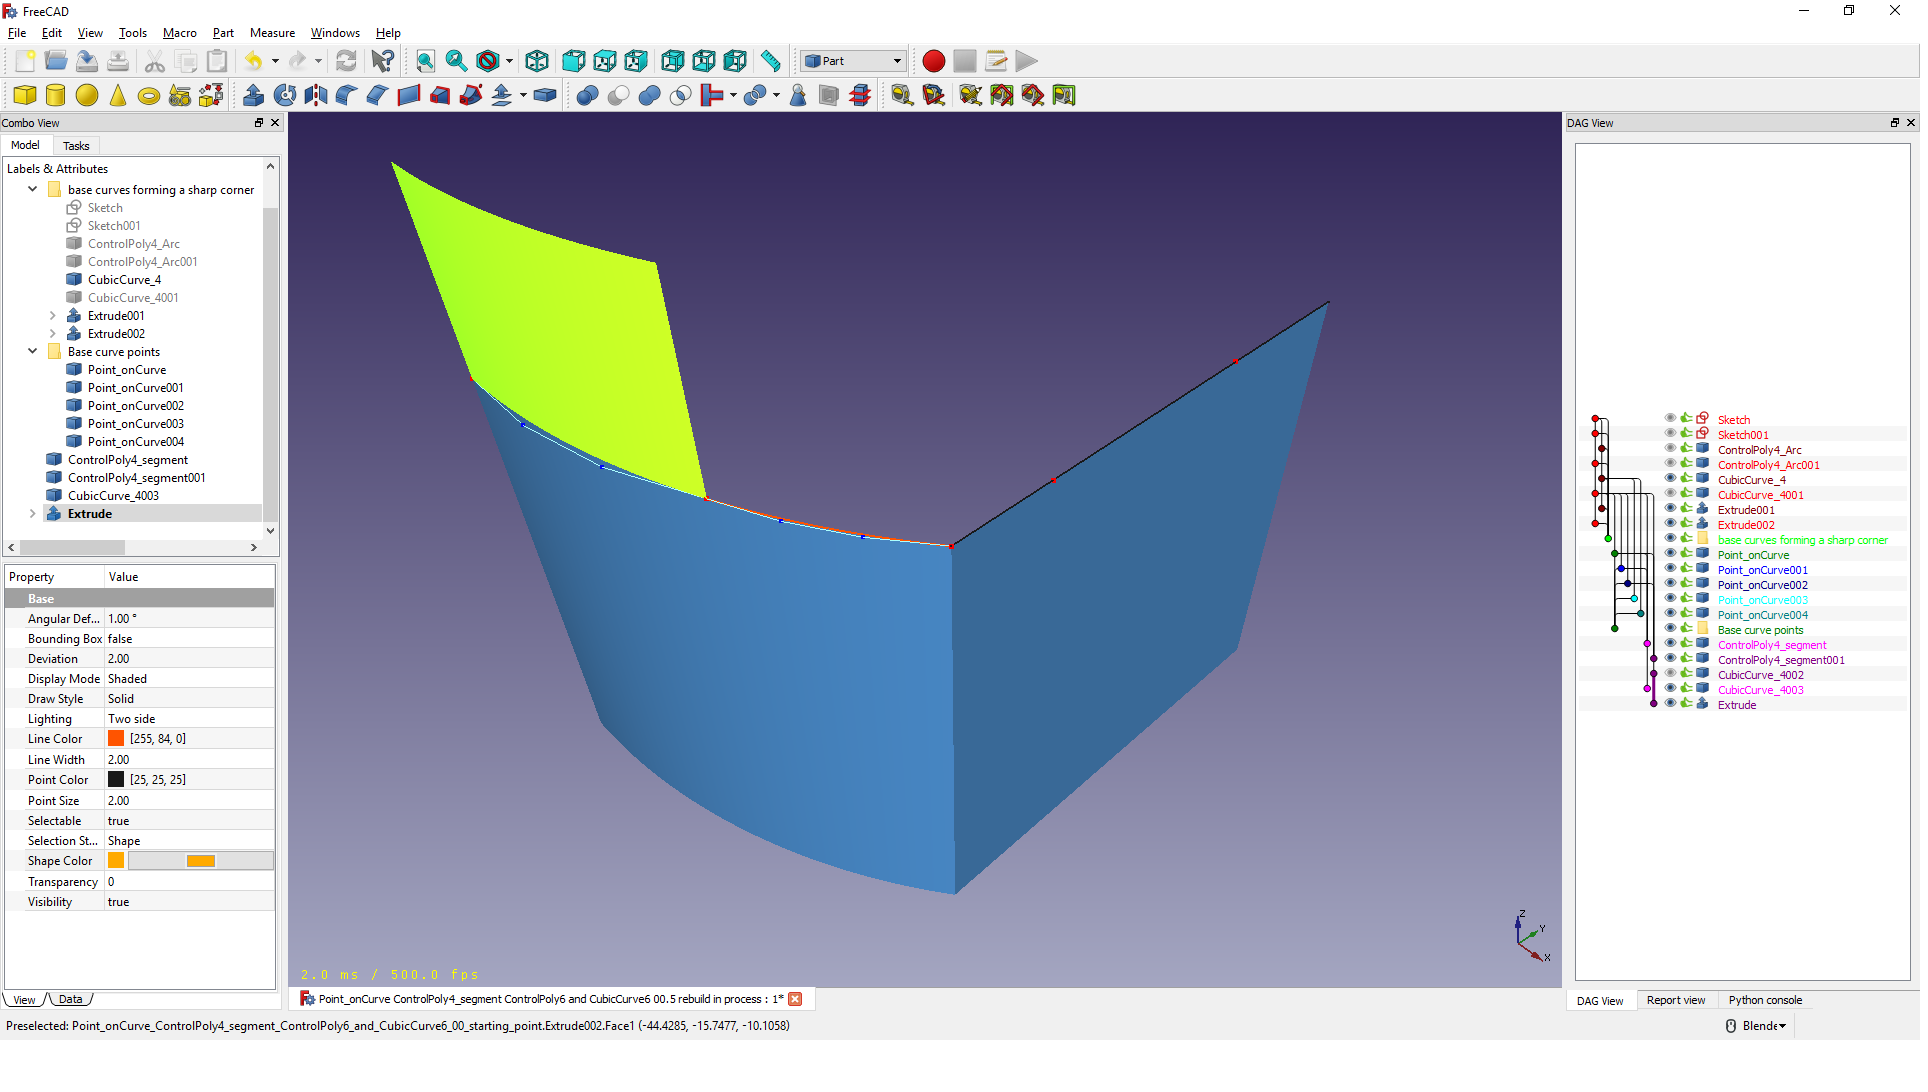 FreeCAD
File Edit View Tools Macro Part Measure Windows Help
Part
Combo View
Model Tasks
Labels & Attributes
base curves forming a sharp corner
Sketch
Sketch001
ControlPoly4_Arc
ControlPoly4_Arc001
CubicCurve_4
CubicCurve_4001
Extrude001
Extrude002
Base curve points
Point_onCurve
Point_onCurve001
Point_onCurve002
Point_onCurve003
Point_onCurve004
ControlPoly4_segment
ControlPoly4_segment001
CubicCurve_4003
Extrude
Property Value
Base
Angular Def... 1.00 °
Bounding Box false
Deviation 2.00
Display Mode Shaded
Draw Style Solid
Lighting Two side
Line Color [255, 84, 0]
Line Width 2.00
Point Color [25, 25, 25]
Point Size 2.00
Selectable true
Selection St... Shape
Shape Color
Transparency 0
Visibility true
View Data
2.0 ms / 500.0 fps
Z
Y
X
Point_onCurve ControlPoly4_segment ControlPoly6 and CubicCurve6 00.5 rebuild in process : 1*
DAG View
Sketch
Sketch001
ControlPoly4_Arc
ControlPoly4_Arc001
CubicCurve_4
CubicCurve_4001
Extrude001
Extrude002
base curves forming a sharp corner
Point_onCurve
Point_onCurve001
Point_onCurve002
Point_onCurve003
Point_onCurve004
Base curve points
ControlPoly4_segment
ControlPoly4_segment001
CubicCurve_4002
CubicCurve_4003
Extrude
DAG View Report view Python console
Preselected: Point_onCurve_ControlPoly4_segment_ControlPoly6_and_CubicCurve6_00_starting_point.Extrude002.Face1 (-44.4285, -15.7477, -10.1058)
Blende